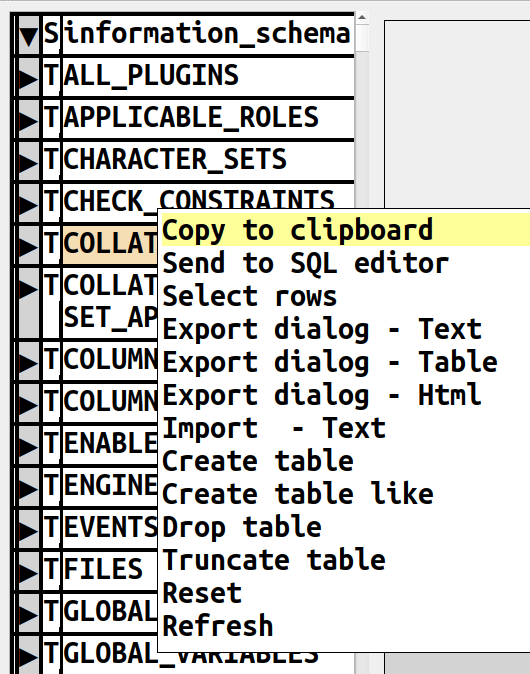 ▼ S information_schema
▶ T ALL_PLUGINS
▶ T APPLICABLE_ROLES
▶ T CHARACTER_SETS
▶ T CHECK_CONSTRAINTS
▶ T COLLAT
▶ T COLLAT
SET_AP
▶ T COLUMN
▶ T COLUMN
▶ T ENABLE
▶ T ENGINE
▶ T EVENTS
▶ T FILES
▶ T GLOBAL
▶ T GLOBAL_VARIABLES
Copy to clipboard
Send to SQL editor
Select rows
Export dialog - Text
Export dialog - Table
Export dialog - Html
Import  - Text
Create table
Create table like
Drop table
Truncate table
Reset
Refresh